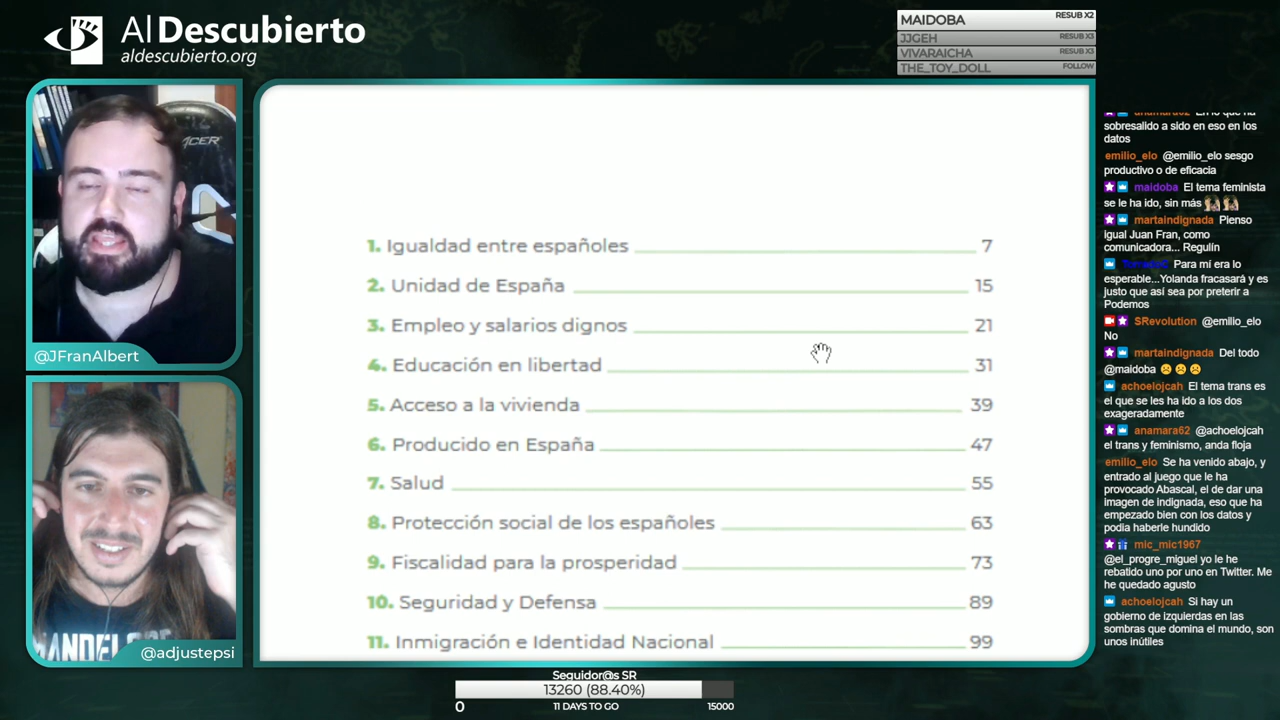 Al Descubierto
aldescubierto.org
MAIDOBA RESUB X2
JJGEH RESUB X3
VIVARAICHA RESUB X3
THE_TOY_DOLL FOLLOW
ACER
@JFranAlbert
@adjustepsi
1. Igualdad entre españoles 7
2. Unidad de España 15
3. Empleo y salarios dignos 21
4. Educación en libertad 31
5. Acceso a la vivienda 39
6. Producido en España 47
7. Salud 55
8. Protección social de los españoles 63
9. Fiscalidad para la prosperidad 73
10. Seguridad y Defensa 89
11. Inmigración e Identidad Nacional 99
anamara62 En lo que ha
sobresalido a sido en eso en los
datos
emilio_elo @emilio_elo sesgo
productivo o de eficacia
maidoba El tema feminista
se le ha ido, sin más
martaindignada Pienso
igual Juan Fran, como
comunicadora... Regulín
Para mí era lo
esperable...Yolanda fracasará y es
justo que así sea por preterir a
Podemos
SRevolution @emilio_elo
No
martaindignada Del todo
@maidoba
achoelojcah El tema trans es
el que se les ha ido a los dos
exageradamente
anamara62 @achoelojcah
el trans y feminismo, anda floja
emilio_elo Se ha venido abajo, y
entrado al juego que le ha
provocado Abascal, el de dar una
imagen de indignada, eso que ha
empezado bien con los datos y
podia haberle hundido
mic_mic1967
@el_progre_miguel yo le he
rebatido uno por uno en Twitter. Me
he quedado agusto
achoelojcah Si hay un
gobierno de izquierdas en las
sombras que domina el mundo, son
unos inútiles
Seguidor@s SR
13260 (88.40%)
0 11 DAYS TO GO 15000